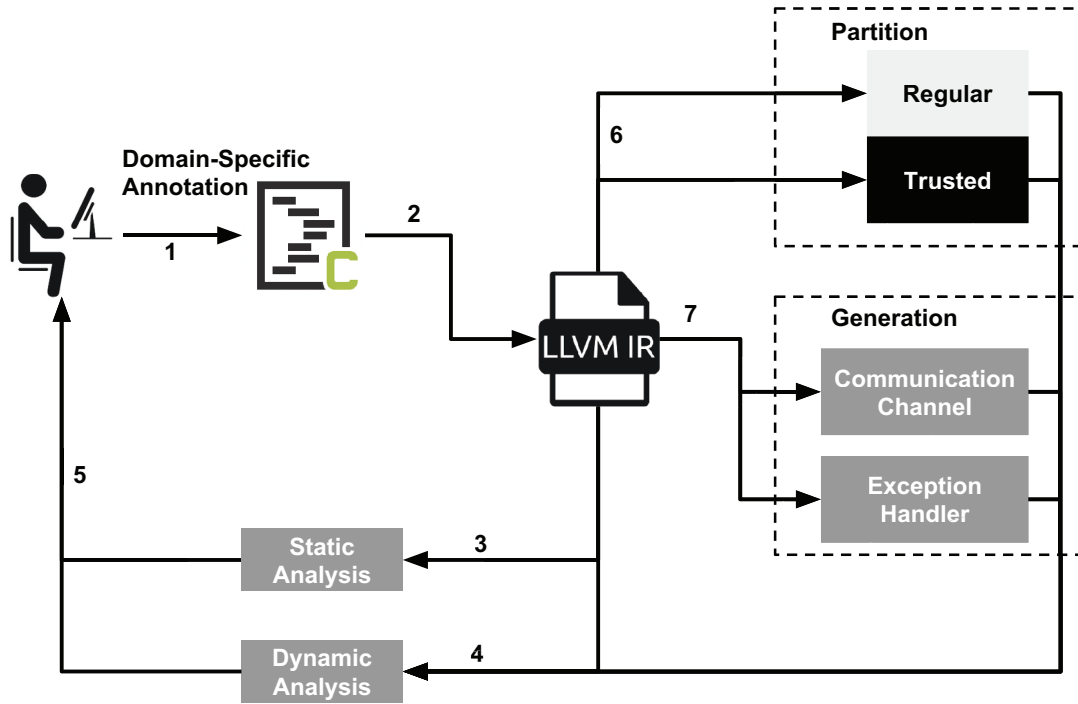 Partition
Regular
6
Domain-Specific
Annotation
Trusted
2
1
C
7
Generation
LLVM IR
Communication
Channel
5
Exception
Handler
Static
Analysis
3
Dynamic
Analysis
4